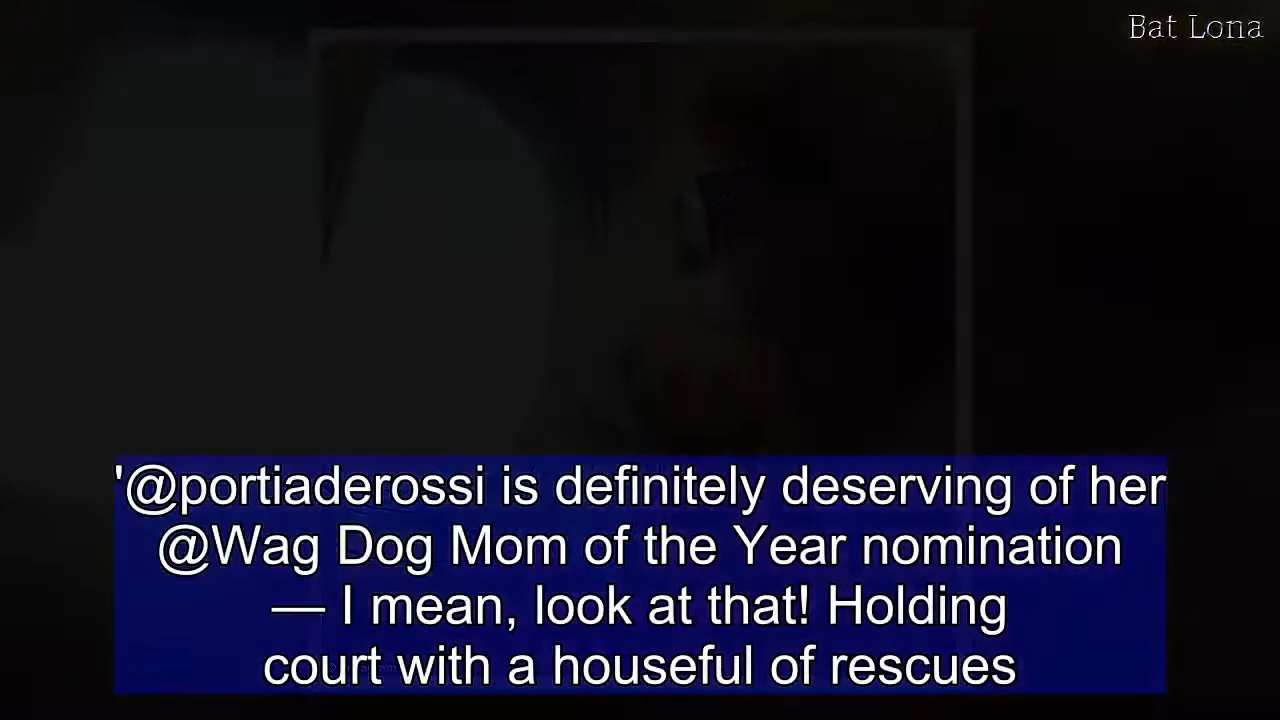 Bat Lona
'@portiaderossi is definitely deserving of her
@Wag Dog Mom of the Year nomination
— I mean, look at that! Holding
court with a houseful of rescues